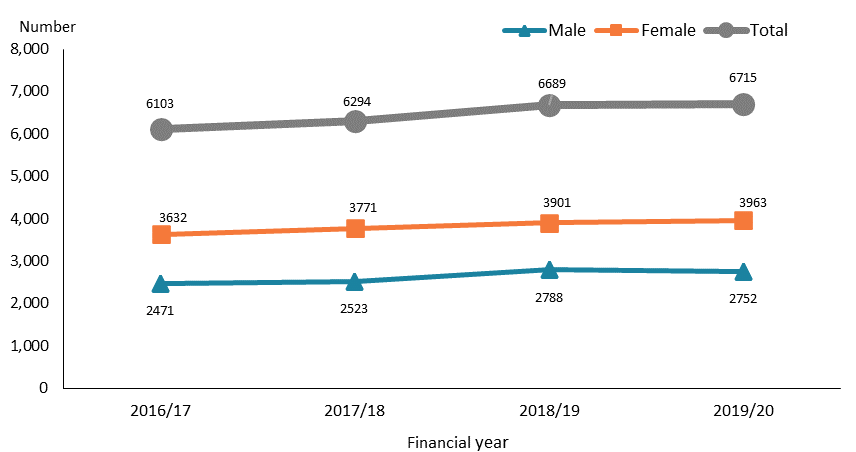 Number
Male Female Total
8,000
7,000
6,000
5,000
4,000
3,000
2,000
1,000
0
6103 6294 6689 6715
3632 3771 3901 3963
2471 2523 2788 2752
2016/17 2017/18 2018/19 2019/20
Financial year